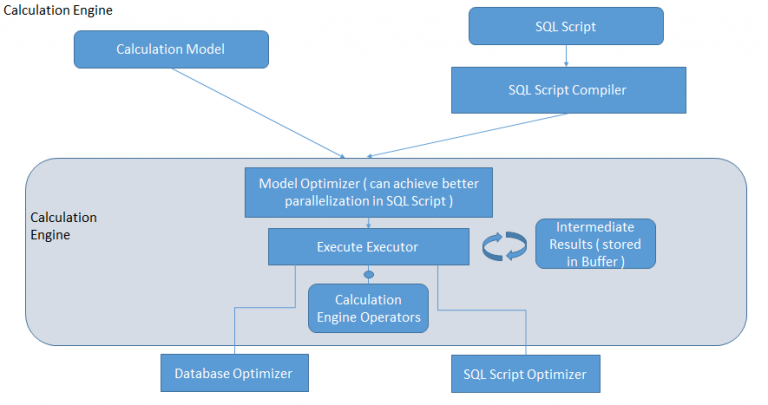 Calculation Engine
SQL Script
Calculation Model
SQL Script Compiler
Model Optimizer ( can achieve better
parallelization in SQL Script )
Calculation
Engine
Execute Executor
Intermediate
Results ( stored
in Buffer )
Calculation
Engine Operators
Database Optimizer
SQL Script Optimizer